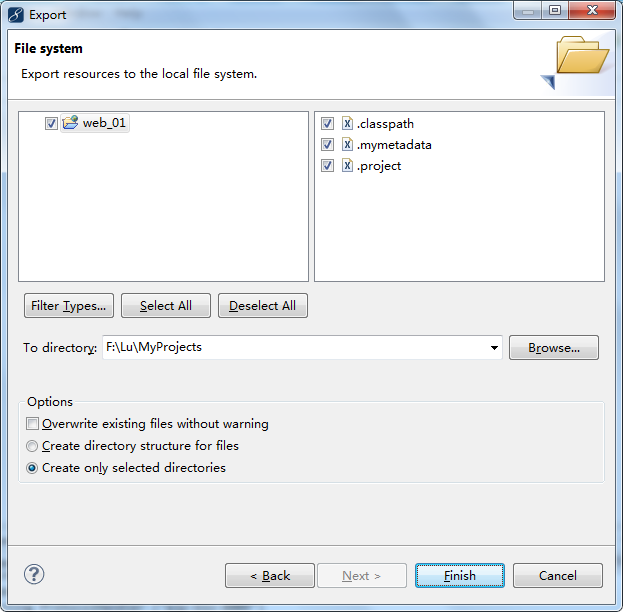 Export
File system
Export resources to the local file system.
web_01
.classpath
.mymetadata
.project
Filter Types... Select All Deselect All
To directory: F:\Lu\MyProjects Browse...
Options
Overwrite existing files without warning
Create directory structure for files
Create only selected directories
? < Back Next > Finish Cancel